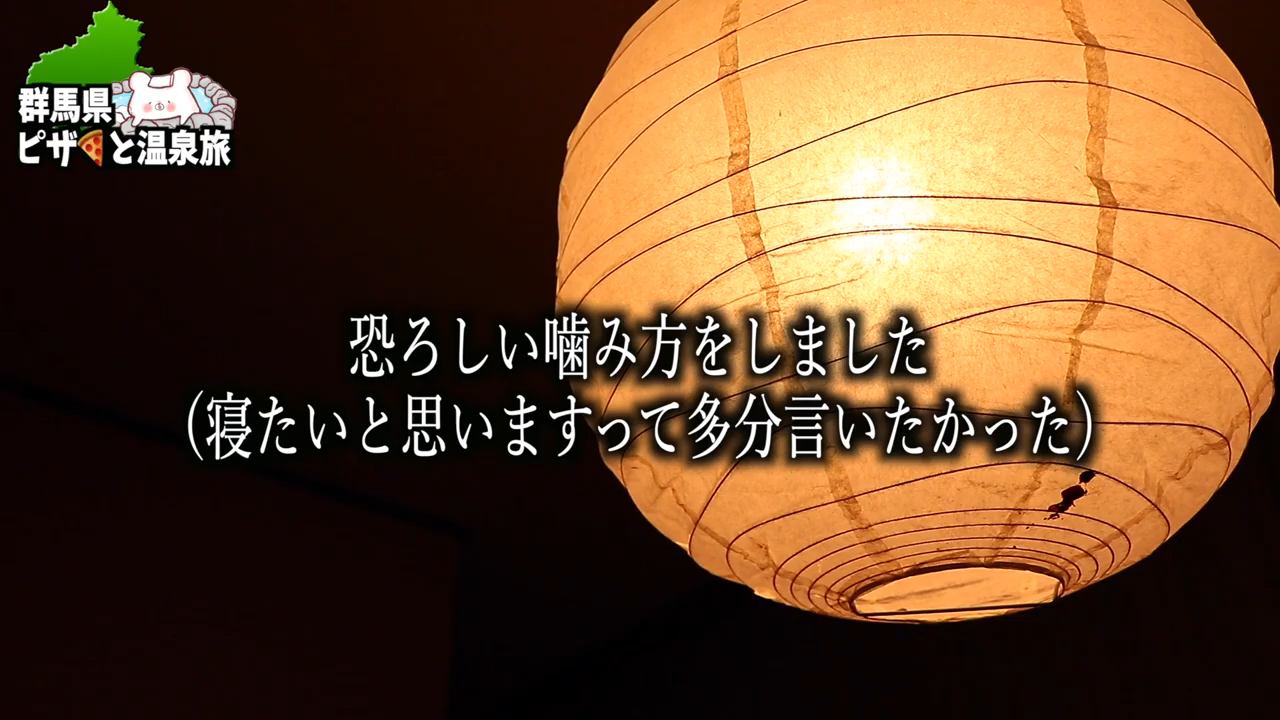 群馬県
ピザ🍕と温泉旅
恐ろしい噛み方をしました
（寝たいと思いますって多分言いたかった）